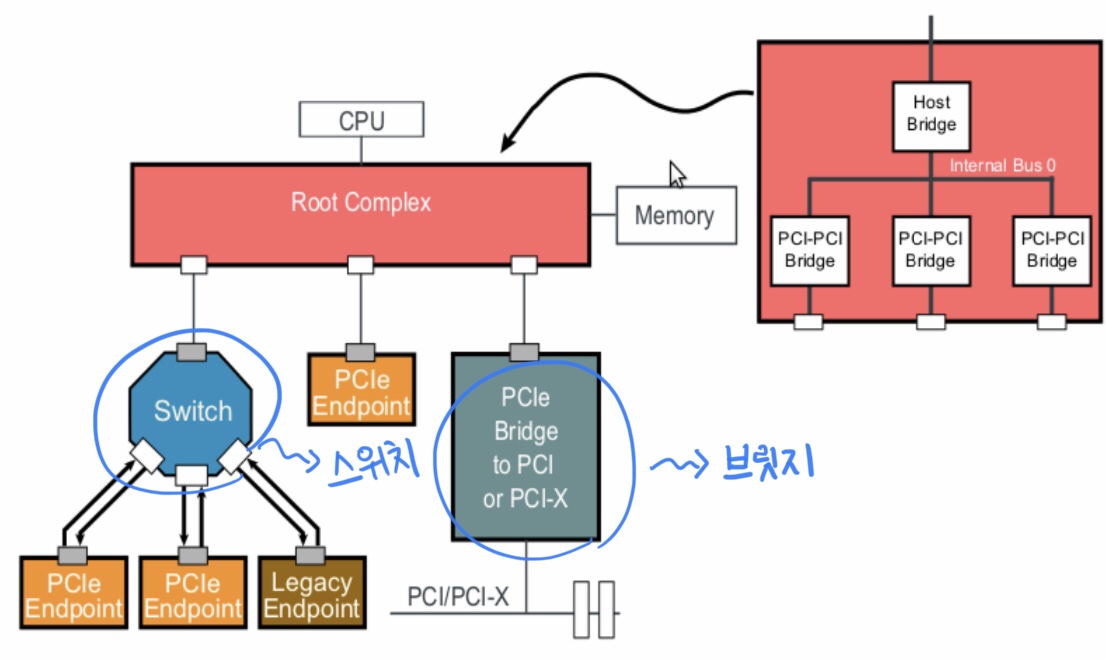 Host
Bridge
Internal Bus 0
PCI-PCI
Bridge
PCI-PCI
Bridge
PCI-PCI
Bridge
CPU
Root Complex
Memory
Switch
스위치
PCIe
Endpoint
PCIe
Bridge
to PCI
or PCI-X
브릿지
PCIe
Endpoint
PCIe
Endpoint
Legacy
Endpoint
PCI/PCI-X